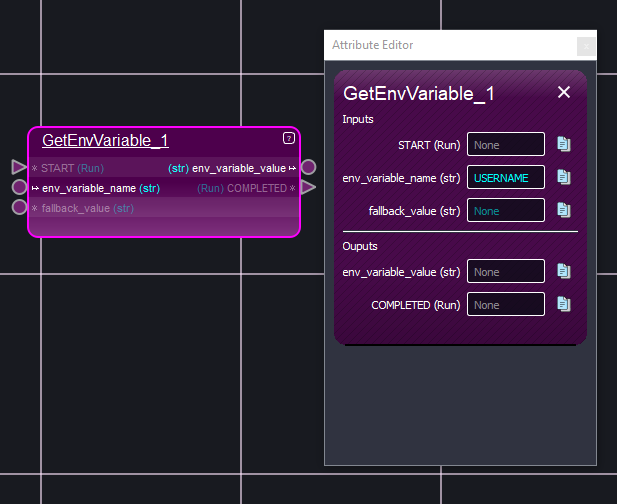 Attribute Editor
x
GetEnvVariable_1
?
* START (Run)
(str) env_variable_value ↦
↦ env_variable_name (str)
(Run) COMPLETED *
* fallback_value (str)
GetEnvVariable_1
Inputs
START (Run) None
env_variable_name (str) USERNAME
fallback_value (str) None
Ouputs
env_variable_value (str) None
COMPLETED (Run) None